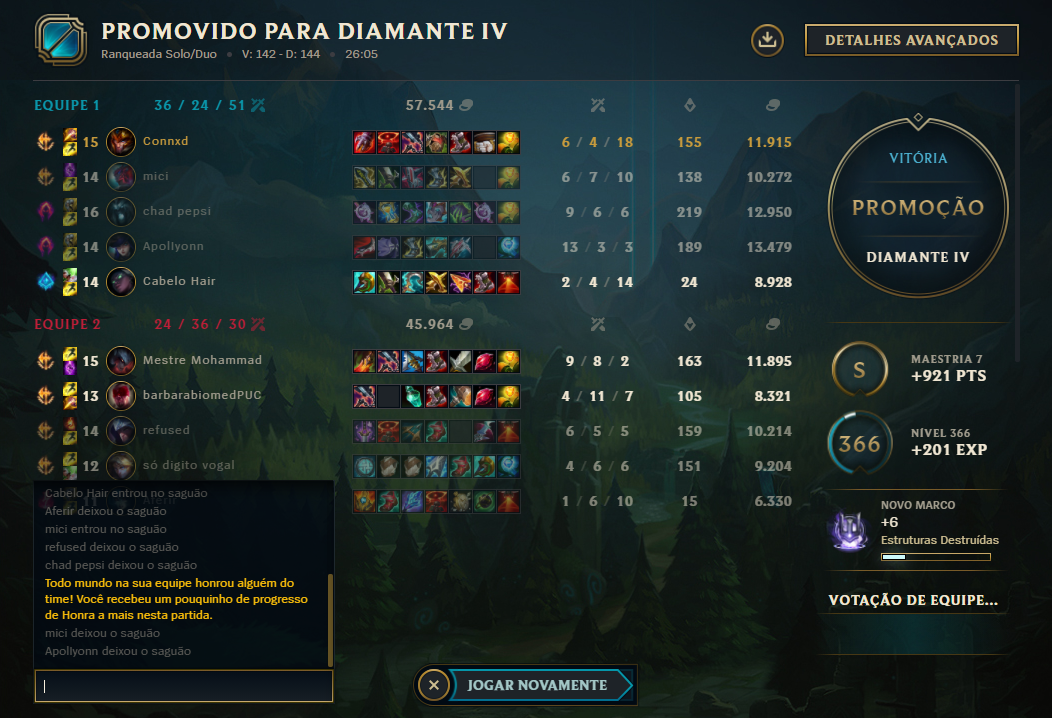 PROMOVIDO PARA DIAMANTE IV
Ranqueada Solo/Duo • V: 142 - D: 144 • 26:05
DETALHES AVANÇADOS
EQUIPE 1 36 / 24 / 51 57.544
15 Connxd 6 / 4 / 18 155 11.915
14 mici 6 / 7 / 10 138 10.272
16 chad pepsi 9 / 6 / 6 219 12.950
14 Apollyonn 13 / 3 / 3 189 13.479
14 Cabelo Hair 2 / 4 / 14 24 8.928
EQUIPE 2 24 / 36 / 30 45.964
15 Mestre Mohammad 9 / 8 / 2 163 11.895
13 barbarabiomedPUC 4 / 11 / 7 105 8.321
14 refused 6 / 5 / 5 159 10.214
12 só digito vogal 4 / 6 / 6 151 9.204
1 / 6 / 10 15 6.330
Cabelo Hair entrou no saguão
Aferir deixou o saguão
mici entrou no saguão
refused deixou o saguão
chad pepsi deixou o saguão
Todo mundo na sua equipe honrou alguém do
time! Você recebeu um pouquinho de progresso
de Honra a mais nesta partida.
mici deixou o saguão
Apollyonn deixou o saguão
JOGAR NOVAMENTE
VITÓRIA
PROMOÇÃO
DIAMANTE IV
S
MAESTRIA 7
+921 PTS
366
NÍVEL 366
+201 EXP
NOVO MARCO
+6
Estruturas Destruídas
VOTAÇÃO DE EQUIPE...